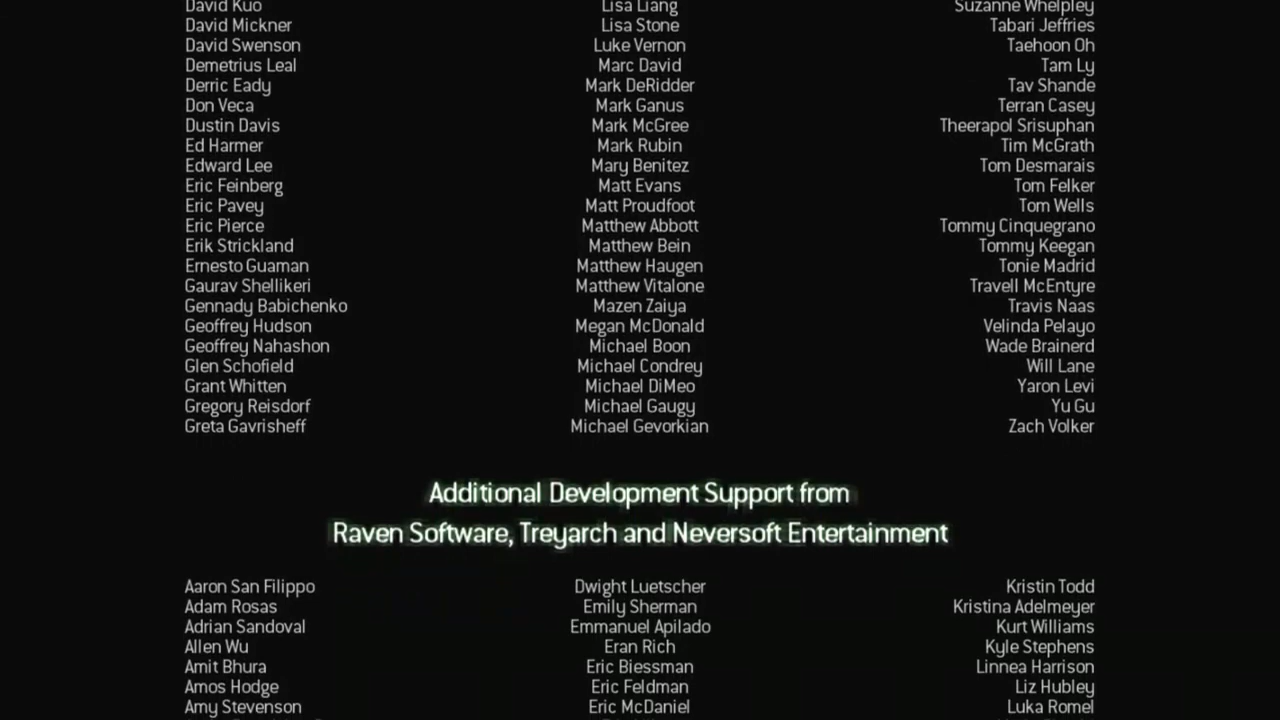 David Kuo Lisa Liang Suzanne Whelpley
David Mickner Lisa Stone Tabari Jeffries
David Swenson Luke Vernon Taehoon Oh
Demetrius Leal Marc David Tam Ly
Derric Eady Mark DeRidder Tav Shande
Don Veca Mark Ganus Terran Casey
Dustin Davis Mark McGree Theerapol Srisuphan
Ed Harmer Mark Rubin Tim McGrath
Edward Lee Mary Benitez Tom Desmarais
Eric Feinberg Matt Evans Tom Felker
Eric Pavey Matt Proudfoot Tom Wells
Eric Pierce Matthew Abbott Tommy Cinquegrano
Erik Strickland Matthew Bein Tommy Keegan
Ernesto Guaman Matthew Haugen Tonie Madrid
Gaurav Shellikeri Matthew Vitalone Travell McEntyre
Gennady Babichenko Mazen Zaiya Travis Naas
Geoffrey Hudson Megan McDonald Velinda Pelayo
Geoffrey Nahashon Michael Boon Wade Brainerd
Glen Schofield Michael Condrey Will Lane
Grant Whitten Michael DiMeo Yaron Levi
Gregory Reisdorf Michael Gaugy Yu Gu
Greta Gavrisheff Michael Gevorkian Zach Volker
Additional Development Support from
Raven Software, Treyarch and Neversoft Entertainment
Aaron San Filippo Dwight Luetscher Kristin Todd
Adam Rosas Emily Sherman Kristina Adelmeyer
Adrian Sandoval Emmanuel Apilado Kurt Williams
Allen Wu Eran Rich Kyle Stephens
Amit Bhura Eric Biessman Linnea Harrison
Amos Hodge Eric Feldman Liz Hubley
Amy Stevenson Eric McDaniel Luka Romel